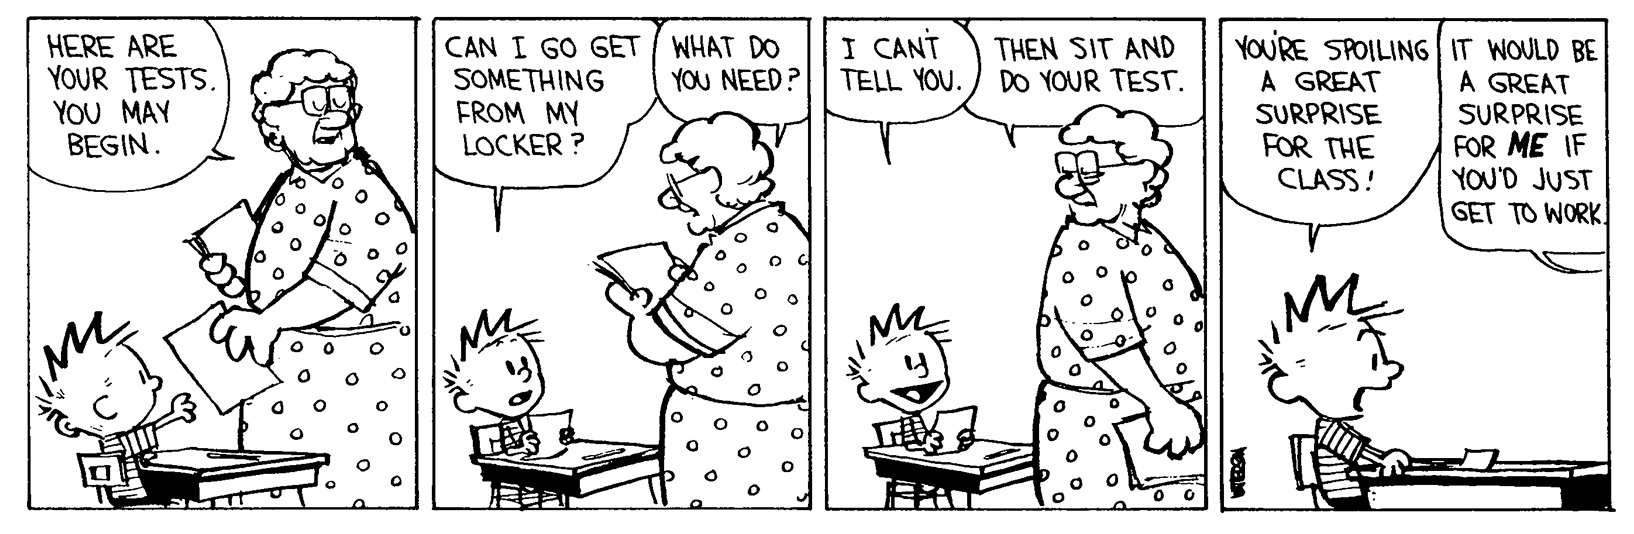 HERE ARE
YOUR TESTS.
YOU MAY
BEGIN.
CAN I GO GET
SOMETHING
FROM MY
LOCKER?
WHAT DO
YOU NEED?
I CAN'T
TELL YOU.
THEN SIT AND
DO YOUR TEST.
YOU'RE SPOILING
A GREAT
SURPRISE
FOR THE
CLASS!
IT WOULD BE
A GREAT
SURPRISE
FOR ME IF
YOU'D JUST
GET TO WORK.